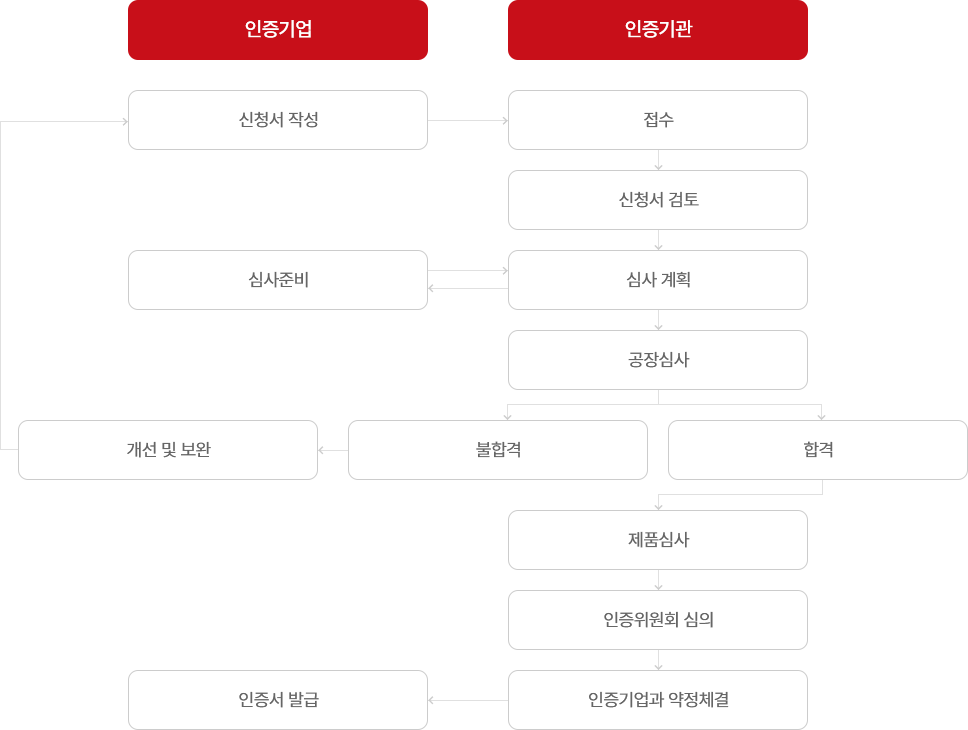 인증기업
인증기관
신청서 작성
접수
신청서 검토
심사준비
심사 계획
공장심사
개선 및 보완
불합격
합격
제품심사
인증위원회 심의
인증서 발급
인증기업과 약정체결